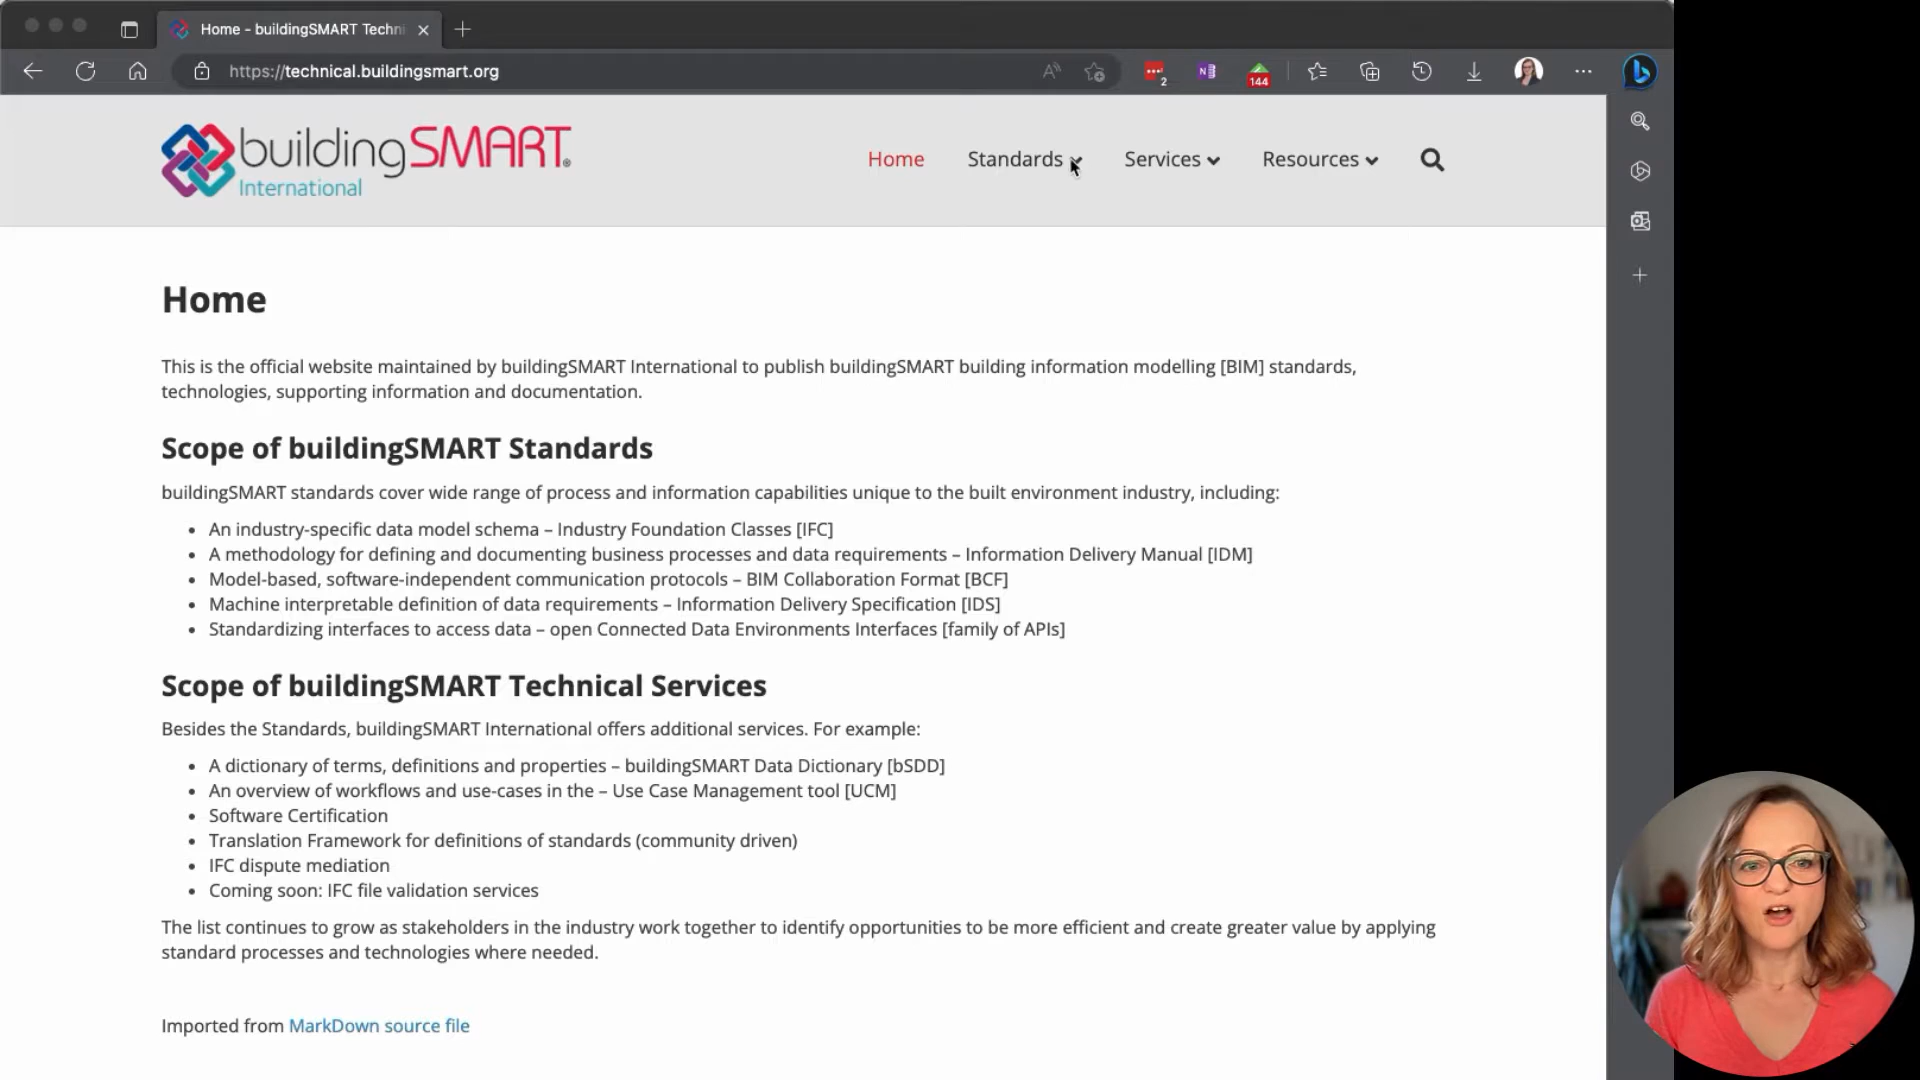 Home - buildingSMART Techni
https://technical.buildingsmart.org
2
N
144
buildingSMART®
International
Home
Standards
Services
Resources
Home
This is the official website maintained by buildingSMART International to publish buildingSMART building information modelling [BIM] standards,
technologies, supporting information and documentation.
Scope of buildingSMART Standards
buildingSMART standards cover wide range of process and information capabilities unique to the built environment industry, including:
• An industry-specific data model schema – Industry Foundation Classes [IFC]
• A methodology for defining and documenting business processes and data requirements – Information Delivery Manual [IDM]
• Model-based, software-independent communication protocols – BIM Collaboration Format [BCF]
• Machine interpretable definition of data requirements – Information Delivery Specification [IDS]
• Standardizing interfaces to access data – open Connected Data Environments Interfaces [family of APIs]
Scope of buildingSMART Technical Services
Besides the Standards, buildingSMART International offers additional services. For example:
• A dictionary of terms, definitions and properties – buildingSMART Data Dictionary [bSDD]
• An overview of workflows and use-cases in the – Use Case Management tool [UCM]
• Software Certification
• Translation Framework for definitions of standards (community driven)
• IFC dispute mediation
• Coming soon: IFC file validation services
The list continues to grow as stakeholders in the industry work together to identify opportunities to be more efficient and create greater value by applying
standard processes and technologies where needed.
Imported from MarkDown source file